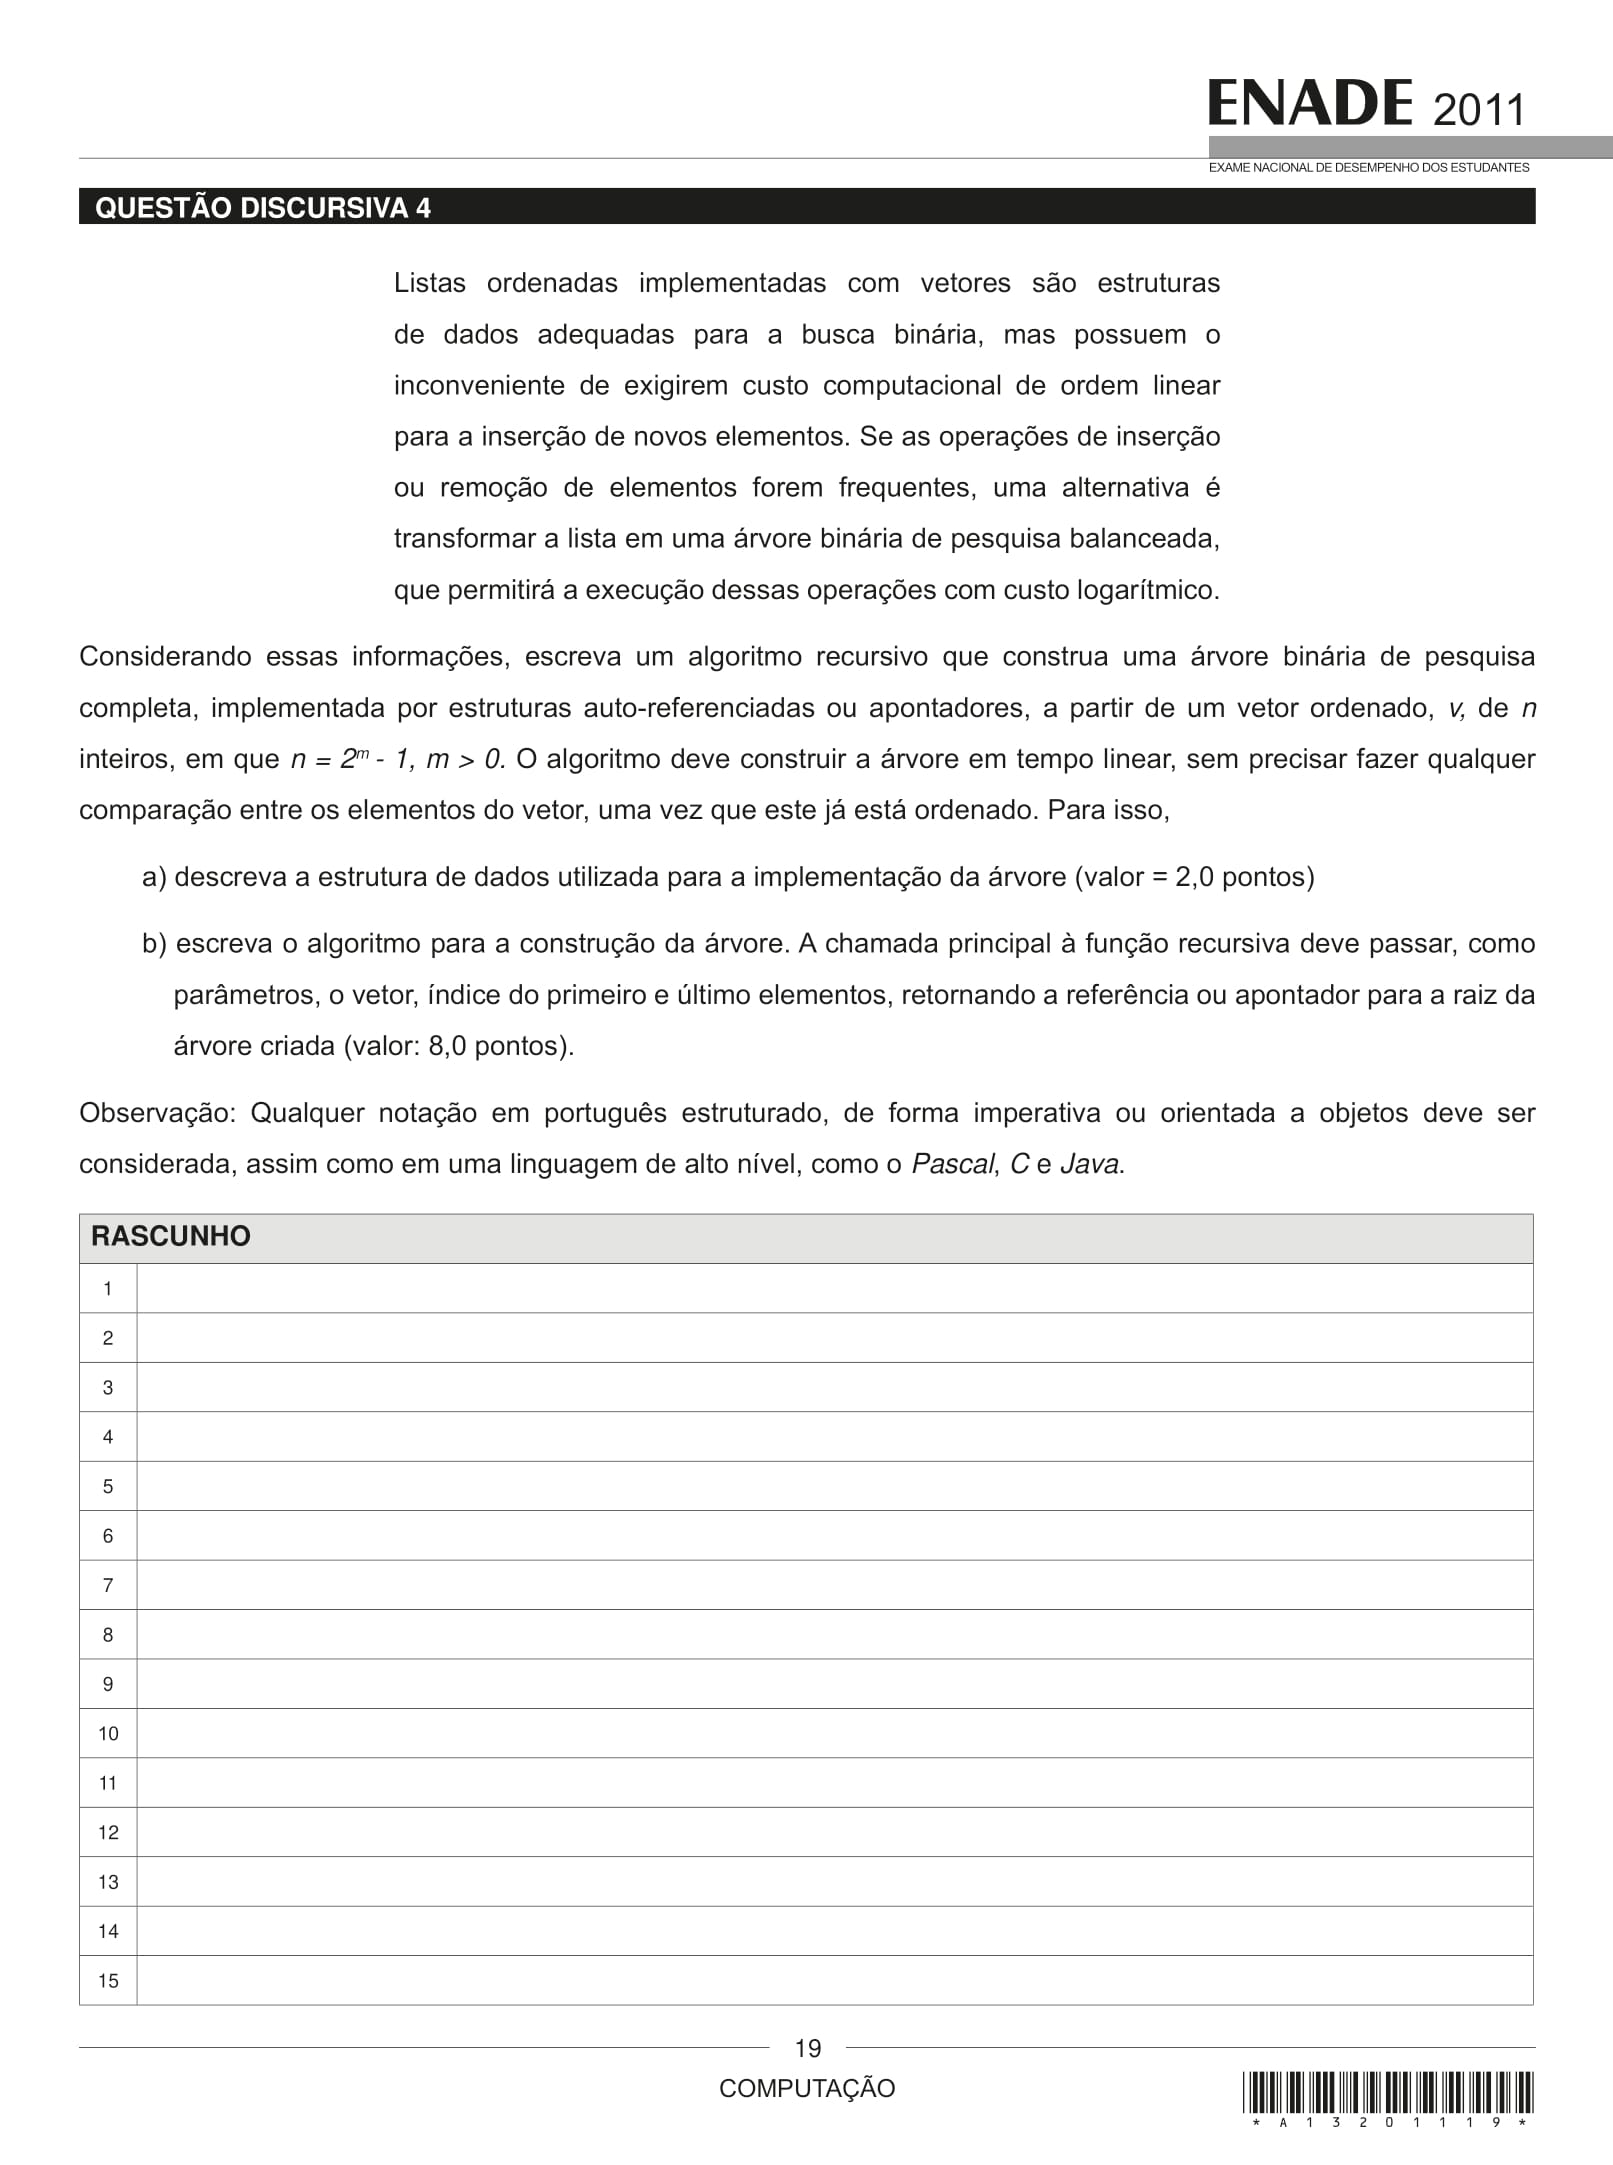 ENADE 2011
EXAME NACIONAL DE DESEMPENHO DOS ESTUDANTES
QUESTÃO DISCURSIVA 4
Listas ordenadas implementadas com vetores são estruturas
de dados adequadas para a busca binária, mas possuem o
inconveniente de exigirem custo computacional de ordem linear
para a inserção de novos elementos. Se as operações de inserção
ou remoção de elementos forem frequentes, uma alternativa é
transformar a lista em uma árvore binária de pesquisa balanceada,
que permitirá a execução dessas operações com custo logarítmico.
Considerando essas informações, escreva um algoritmo recursivo que construa uma árvore binária de pesquisa
completa, implementada por estruturas auto-referenciadas ou apontadores, a partir de um vetor ordenado, v, de n
inteiros, em que n = 2ᵐ - 1, m > 0. O algoritmo deve construir a árvore em tempo linear, sem precisar fazer qualquer
comparação entre os elementos do vetor, uma vez que este já está ordenado. Para isso,
a) descreva a estrutura de dados utilizada para a implementação da árvore (valor = 2,0 pontos)
b) escreva o algoritmo para a construção da árvore. A chamada principal à função recursiva deve passar, como
parâmetros, o vetor, índice do primeiro e último elementos, retornando a referência ou apontador para a raiz da
árvore criada (valor: 8,0 pontos).
Observação: Qualquer notação em português estruturado, de forma imperativa ou orientada a objetos deve ser
considerada, assim como em uma linguagem de alto nível, como o Pascal, C e Java.
RASCUNHO
1
2
3
4
5
6
7
8
9
10
11
12
13
14
15
19
COMPUTAÇÃO
* A 1 3 2 0 1 1 1 9 *